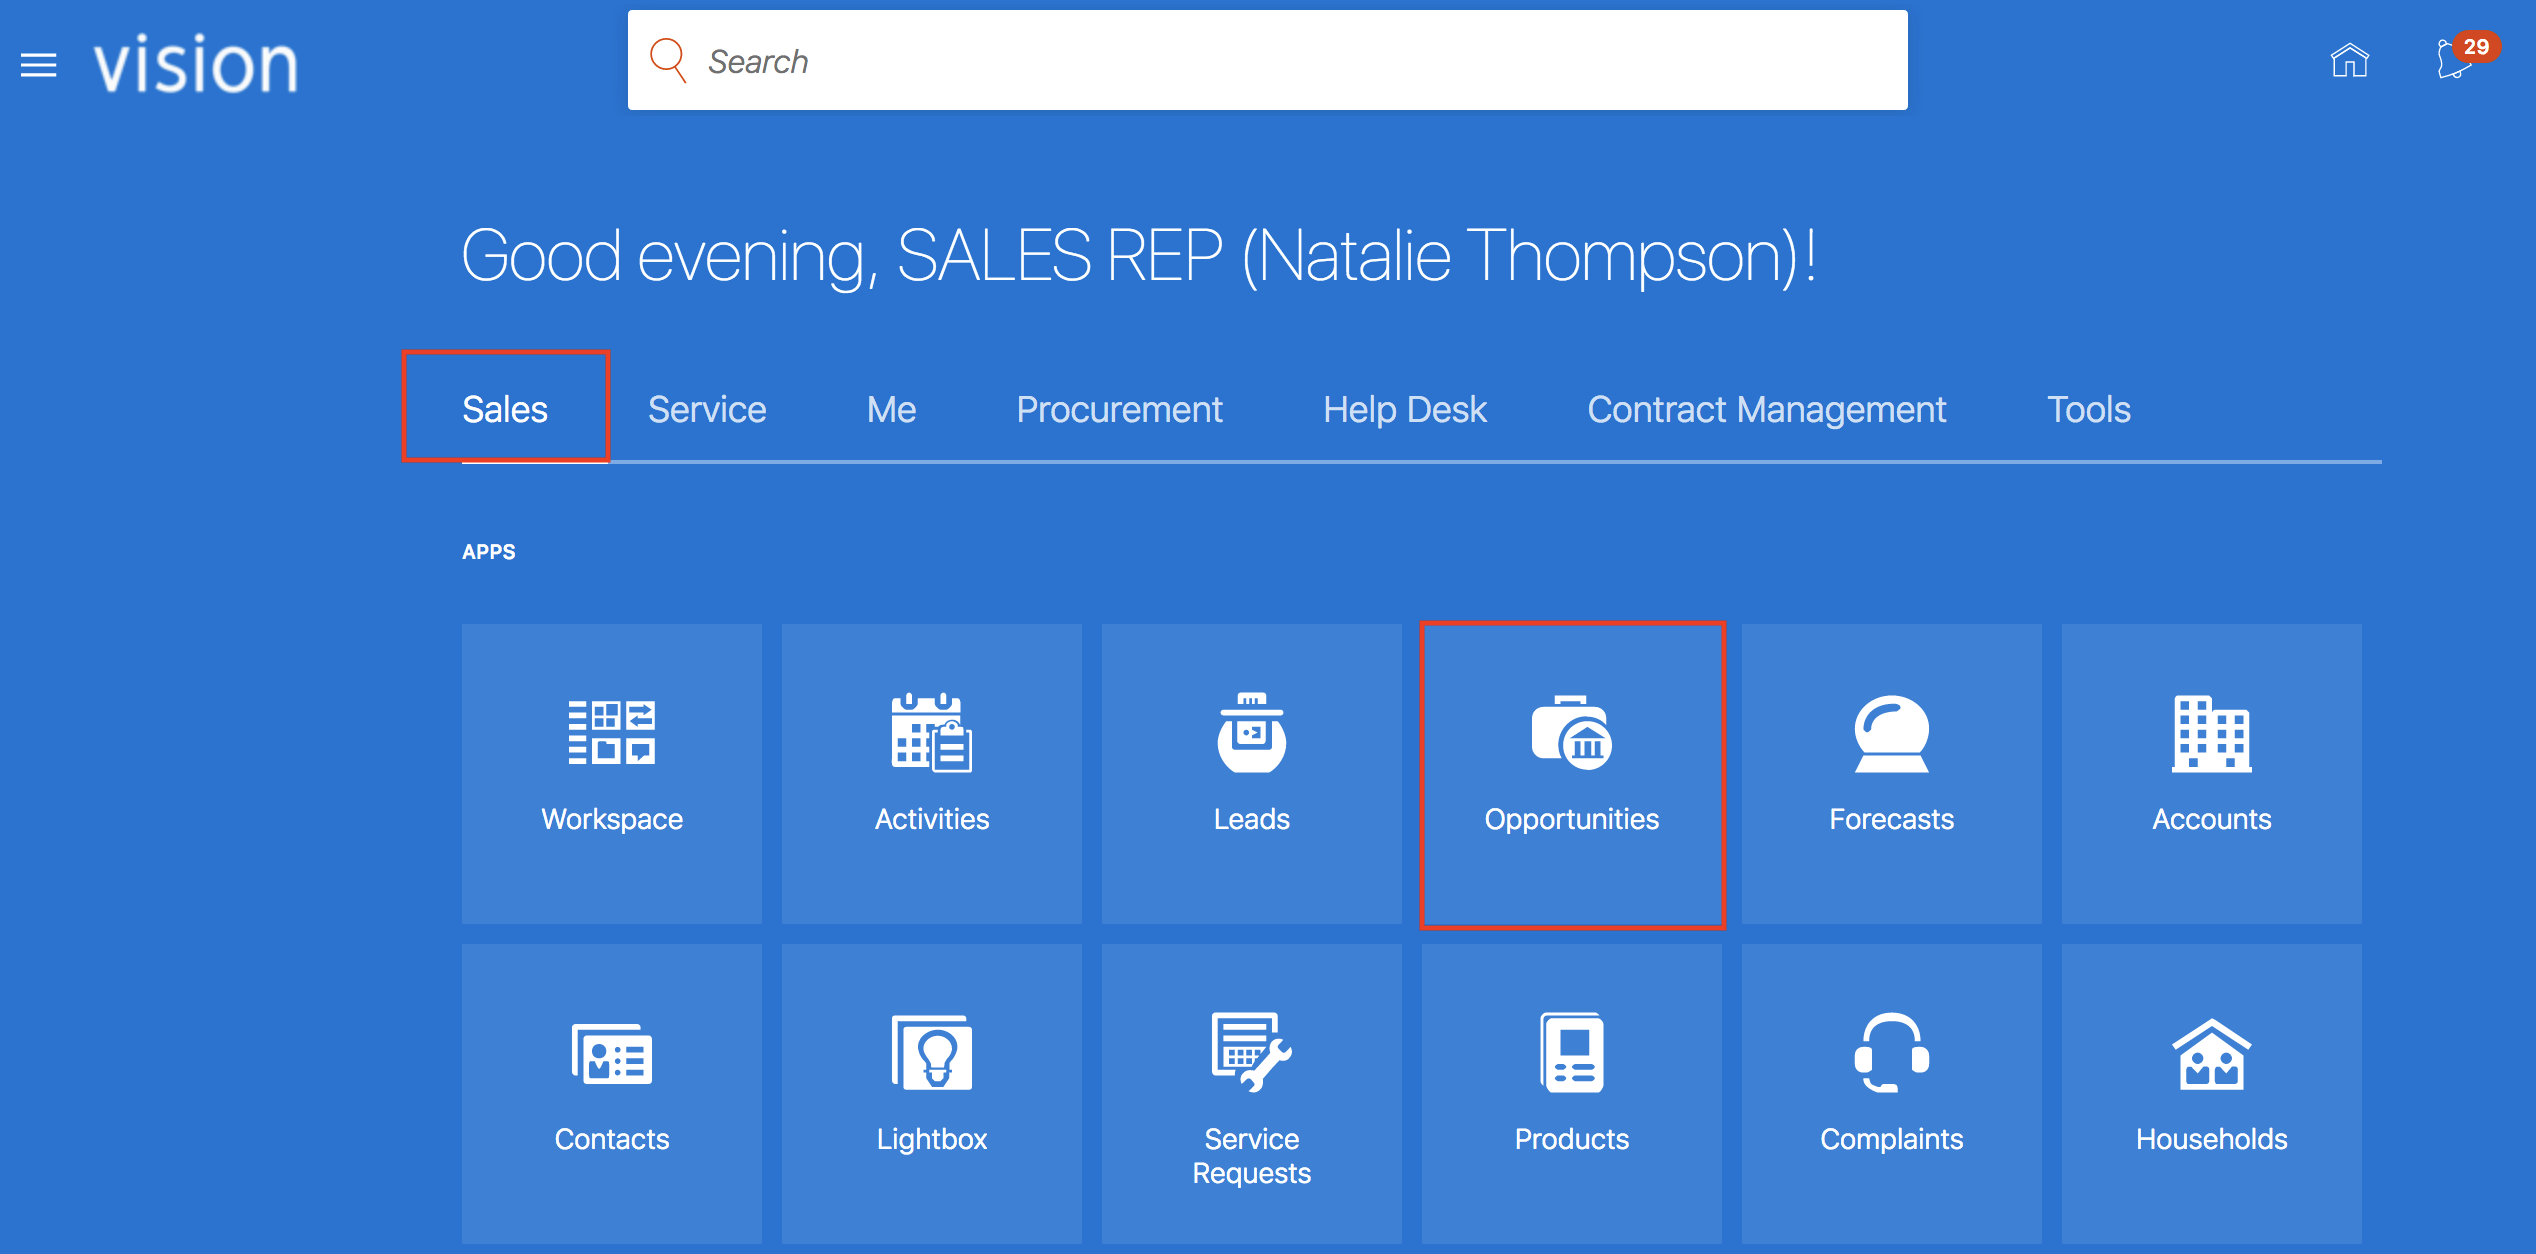 vision
Search
29
Good evening, SALES REP (Natalie Thompson)!
Sales Service Me Procurement Help Desk Contract Management Tools
APPS
Workspace Activities Leads Opportunities Forecasts Accounts
Contacts Lightbox Service Requests Products Complaints Households